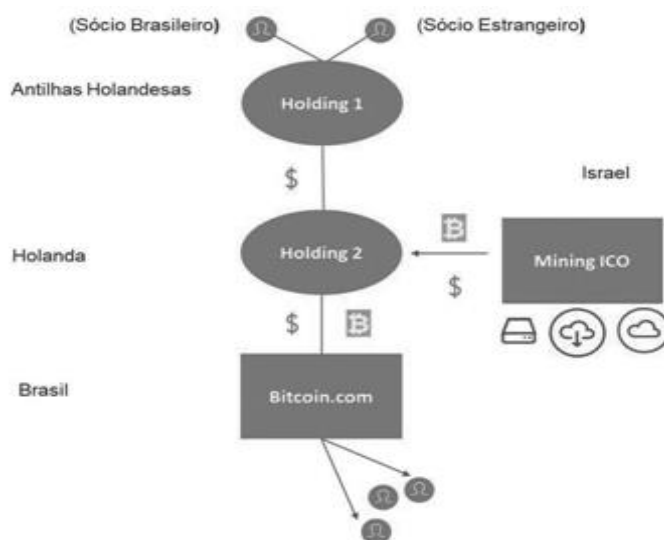 (Sócio Brasileiro) (Sócio Estrangeiro)
Antilhas Holandesas
Holding 1
$
Israel
Holanda
Holding 2
Mining ICO
$
$
Brasil
Bitcoin.com